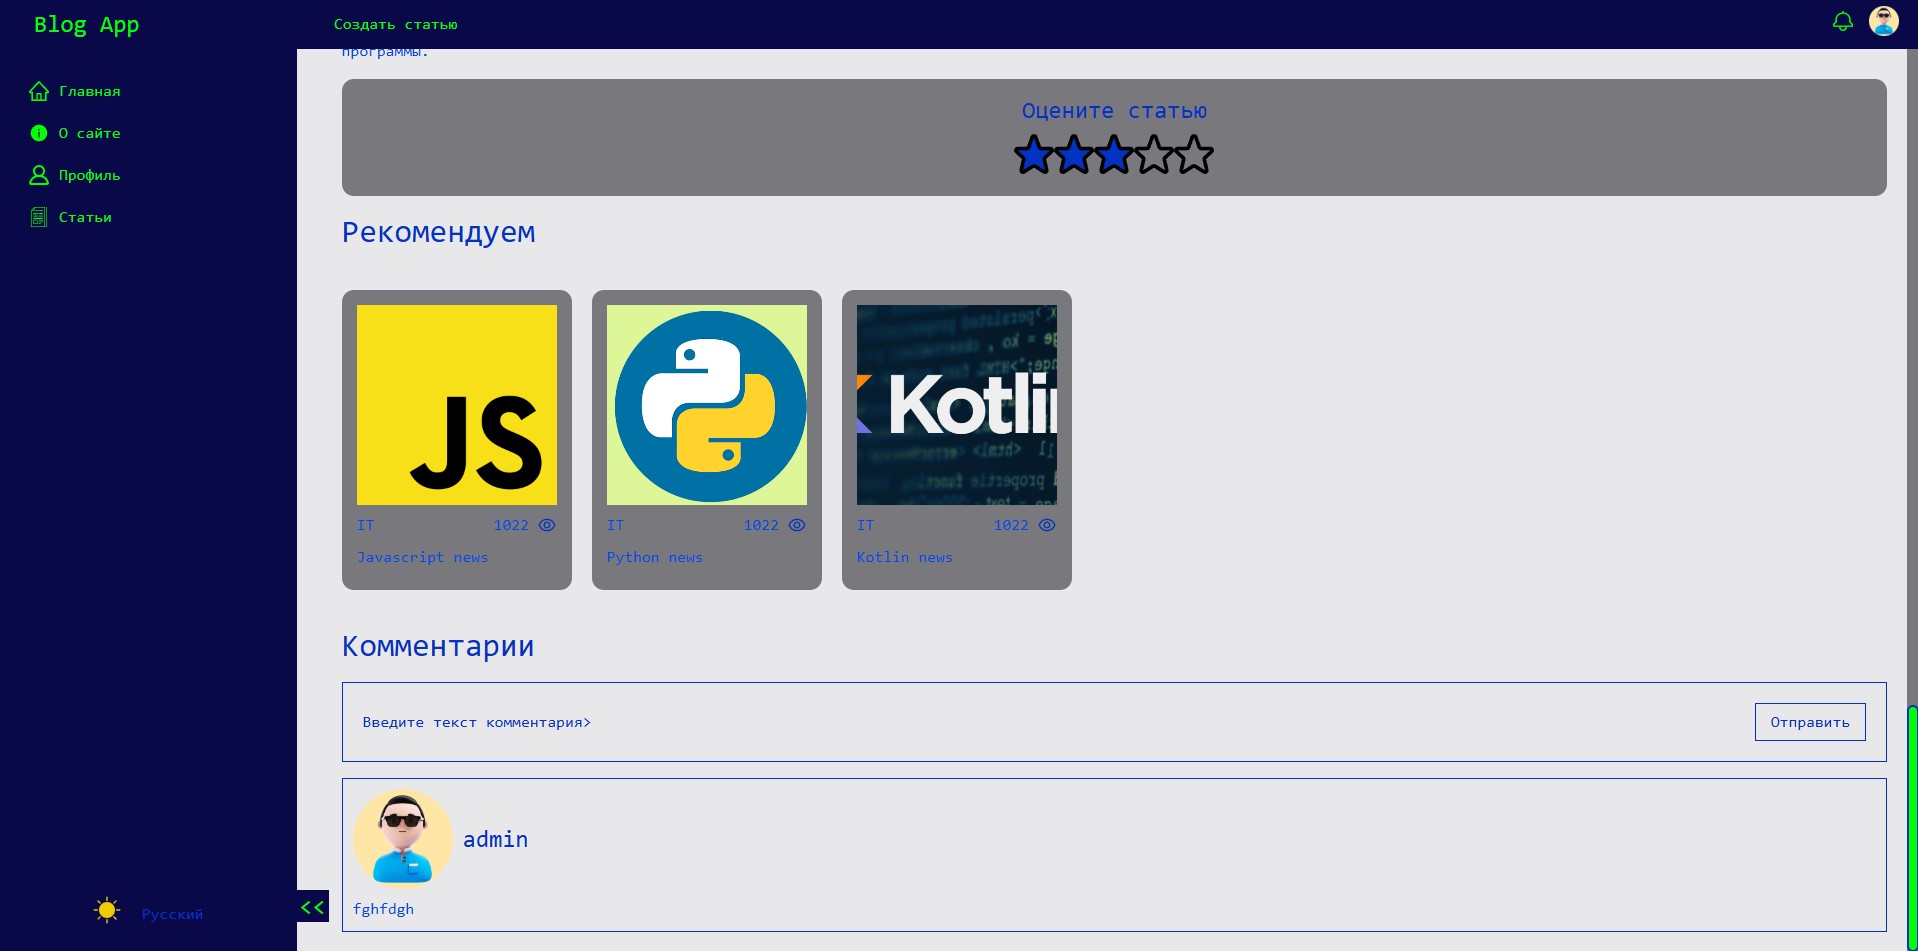 Blog App
Создать статью
Главная
О сайте
Профиль
Статьи
Русский
<<
программы.
Оцените статью
Рекомендуем
JS
IT 1022
Javascript news
IT 1022
Python news
Kotlin
IT 1022
Kotlin news
Комментарии
Введите текст комментария>
Отправить
admin
fghfdgh